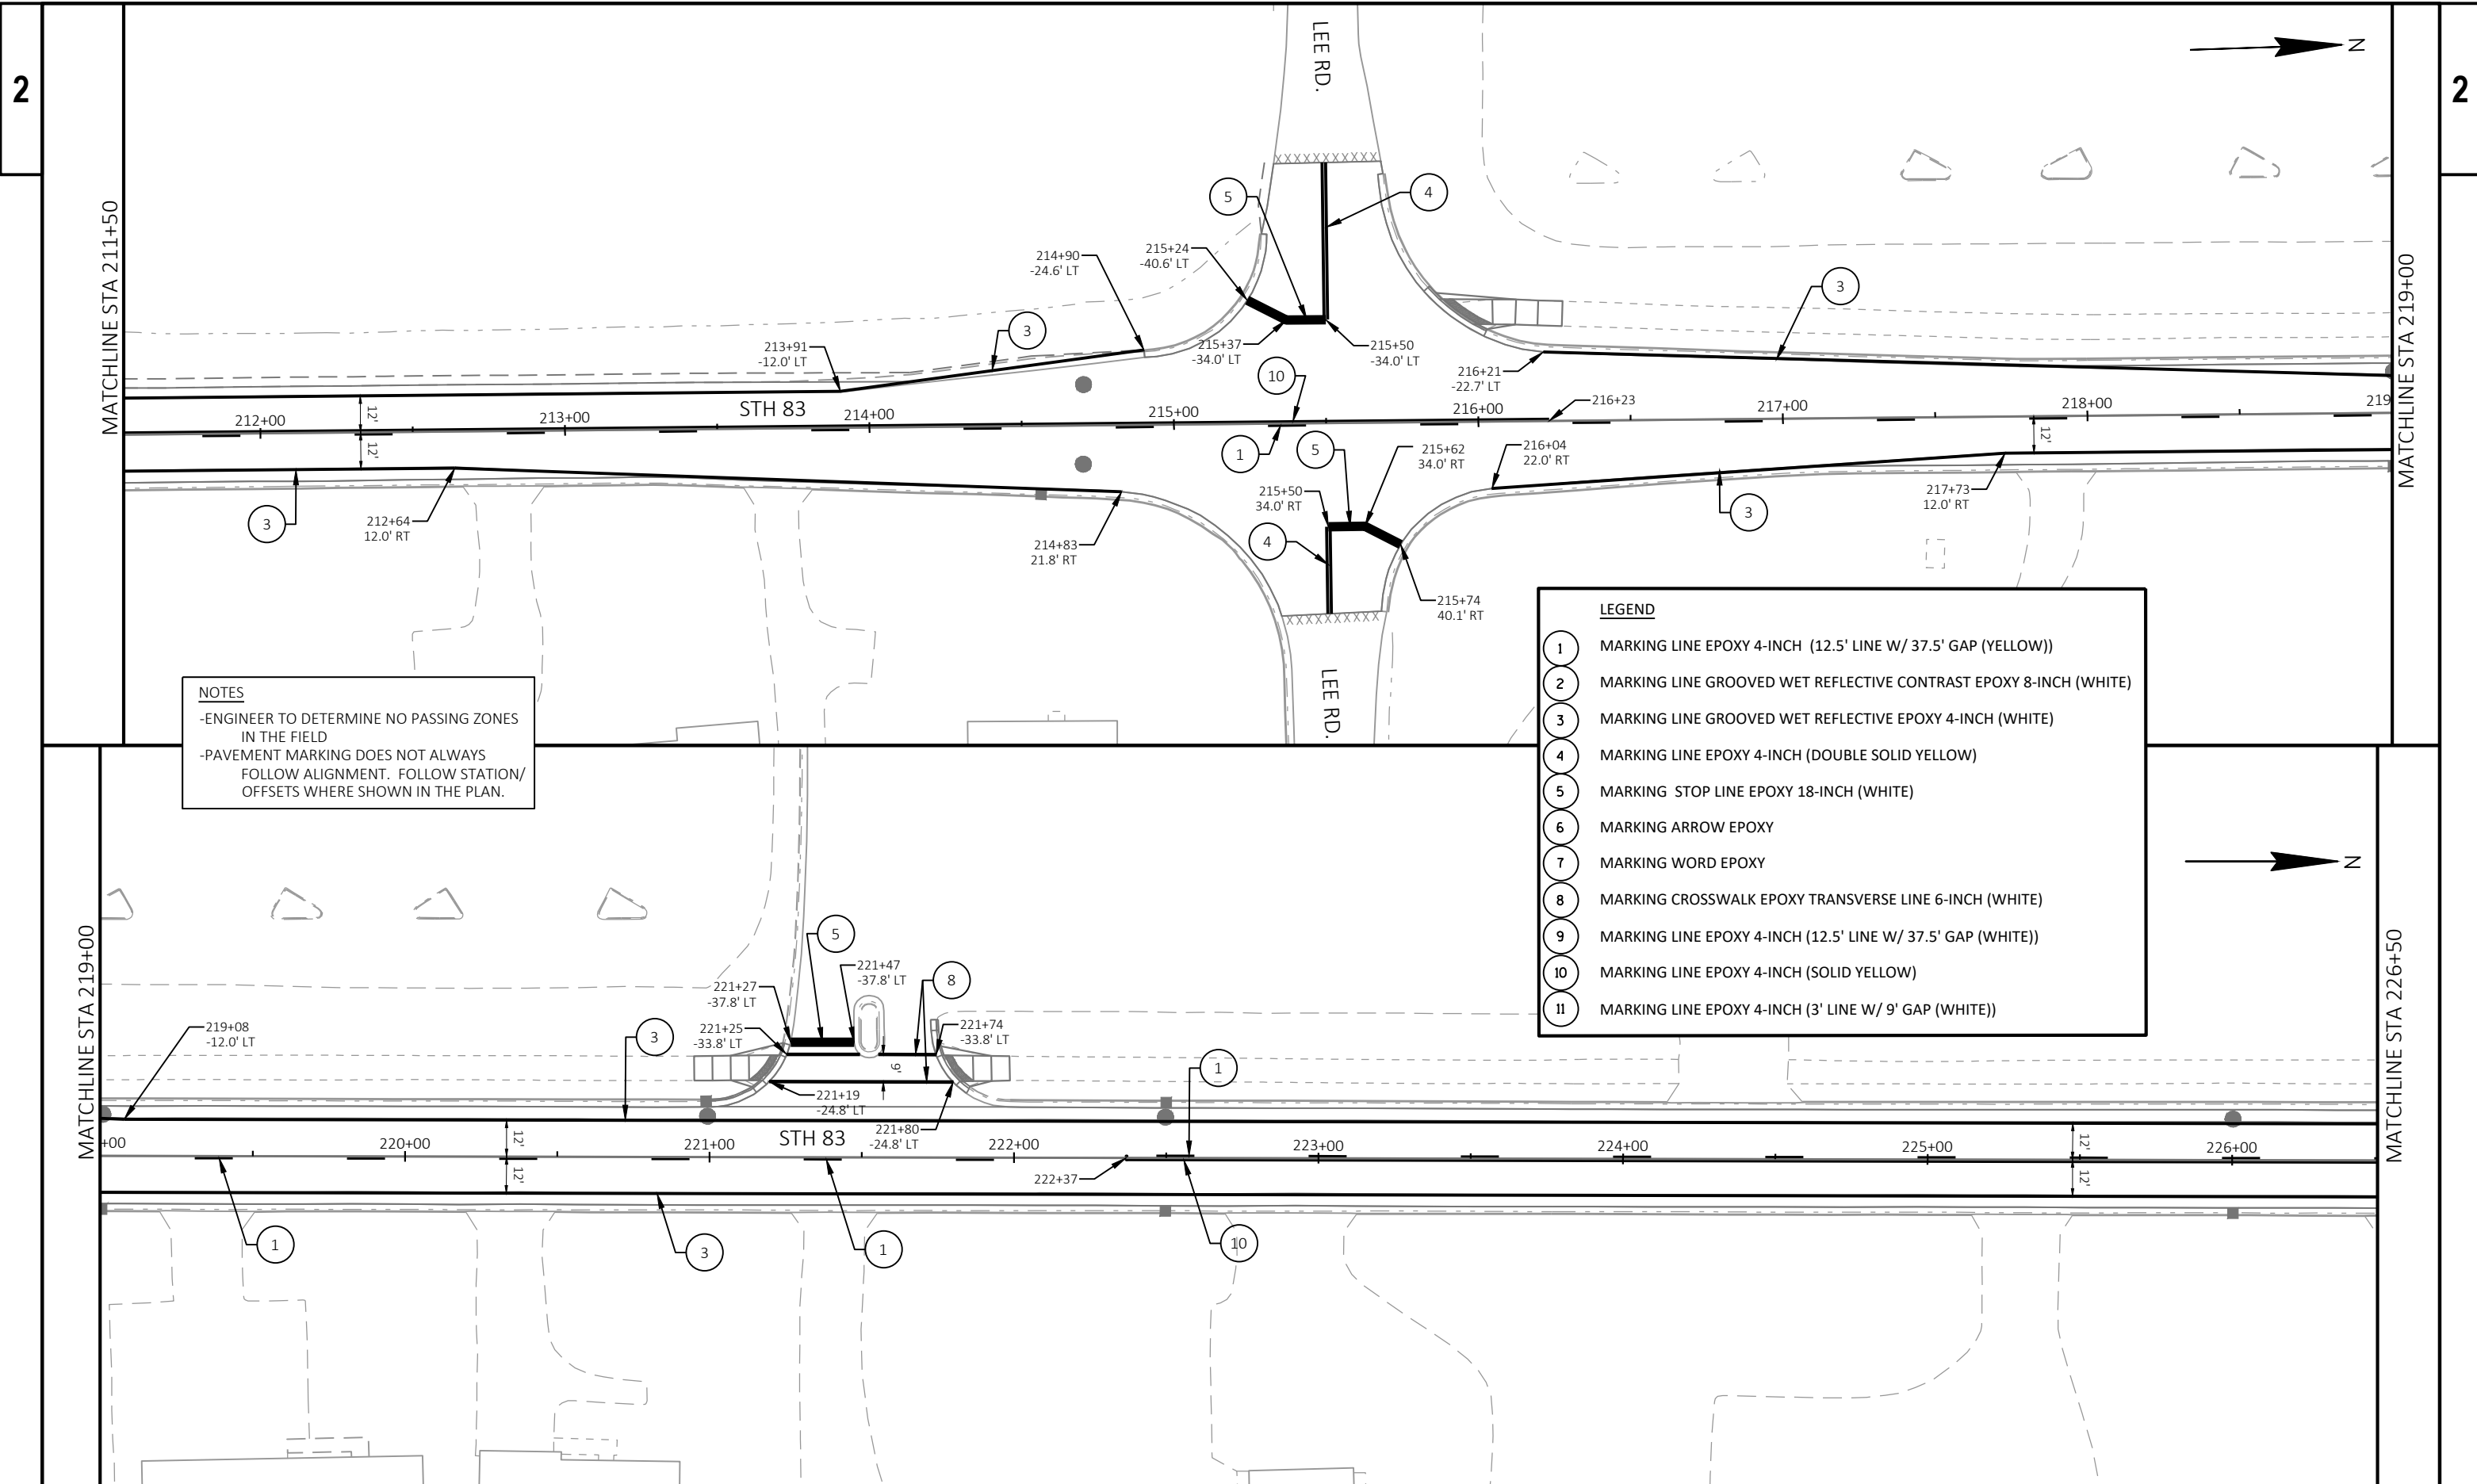 2
2
LEE RD.
N
MATCHLINE STA 211+50
MATCHLINE STA 219+00
5
4
215+24
-40.6' LT
214+90
-24.6' LT
3
3
213+91
-12.0' LT
215+37
-34.0' LT
215+50
-34.0' LT
216+21
-22.7' LT
10
216+23
STH 83
212+00
213+00
214+00
215+00
216+00
217+00
218+00
219
12'
12'
12'
1
5
215+62
34.0' RT
216+04
22.0' RT
215+50
34.0' RT
217+73
12.0' RT
3
212+64
12.0' RT
3
4
214+83
21.8' RT
215+74
40.1' RT
LEE RD.
NOTES
-ENGINEER TO DETERMINE NO PASSING ZONES
IN THE FIELD
-PAVEMENT MARKING DOES NOT ALWAYS
FOLLOW ALIGNMENT. FOLLOW STATION/
OFFSETS WHERE SHOWN IN THE PLAN.
LEGEND
1 MARKING LINE EPOXY 4-INCH (12.5' LINE W/ 37.5' GAP (YELLOW))
2 MARKING LINE GROOVED WET REFLECTIVE CONTRAST EPOXY 8-INCH (WHITE)
3 MARKING LINE GROOVED WET REFLECTIVE EPOXY 4-INCH (WHITE)
4 MARKING LINE EPOXY 4-INCH (DOUBLE SOLID YELLOW)
5 MARKING STOP LINE EPOXY 18-INCH (WHITE)
6 MARKING ARROW EPOXY
7 MARKING WORD EPOXY
8 MARKING CROSSWALK EPOXY TRANSVERSE LINE 6-INCH (WHITE)
9 MARKING LINE EPOXY 4-INCH (12.5' LINE W/ 37.5' GAP (WHITE))
10 MARKING LINE EPOXY 4-INCH (SOLID YELLOW)
11 MARKING LINE EPOXY 4-INCH (3' LINE W/ 9' GAP (WHITE))
N
MATCHLINE STA 219+00
MATCHLINE STA 226+50
5
221+47
-37.8' LT
8
221+27
-37.8' LT
221+25
-33.8' LT
221+74
-33.8' LT
219+08
-12.0' LT
3
9'
1
221+19
-24.8' LT
221+80
-24.8' LT
STH 83
+00
220+00
221+00
222+00
223+00
224+00
225+00
226+00
12'
12'
12'
12'
222+37
1
3
1
10